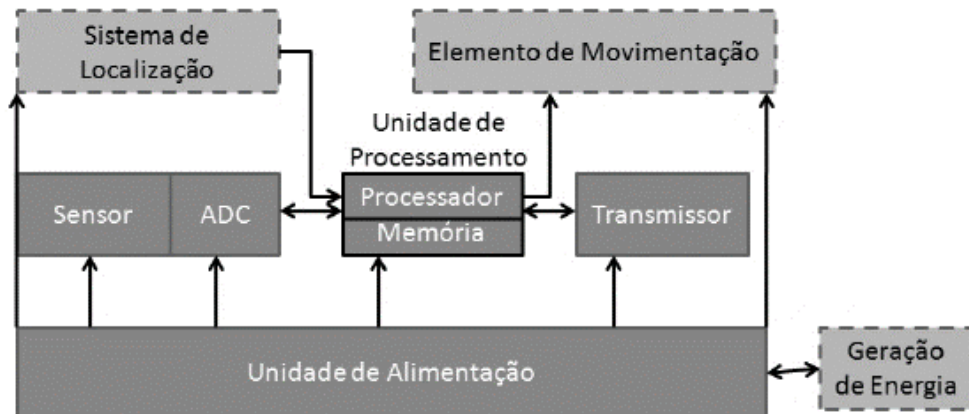 Sistema de
Localização
Elemento de Movimentação
Unidade de
Processamento
Sensor
ADC
Processador
Memória
Transmissor
Unidade de Alimentação
Geração
de Energia